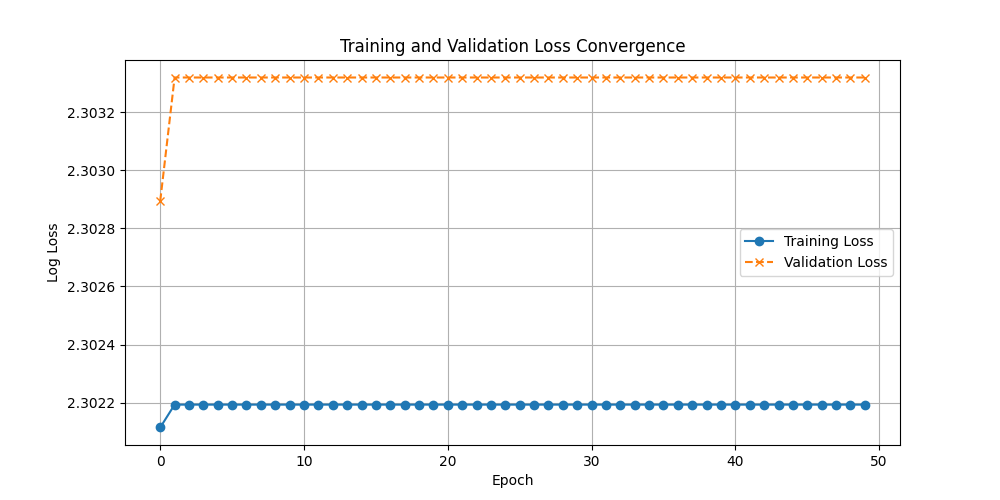 Training and Validation Loss Convergence
2.3032
2.3030
2.3028
2.3026
2.3024
2.3022
Log Loss
Training Loss
Validation Loss
0
10
20
30
40
50
Epoch